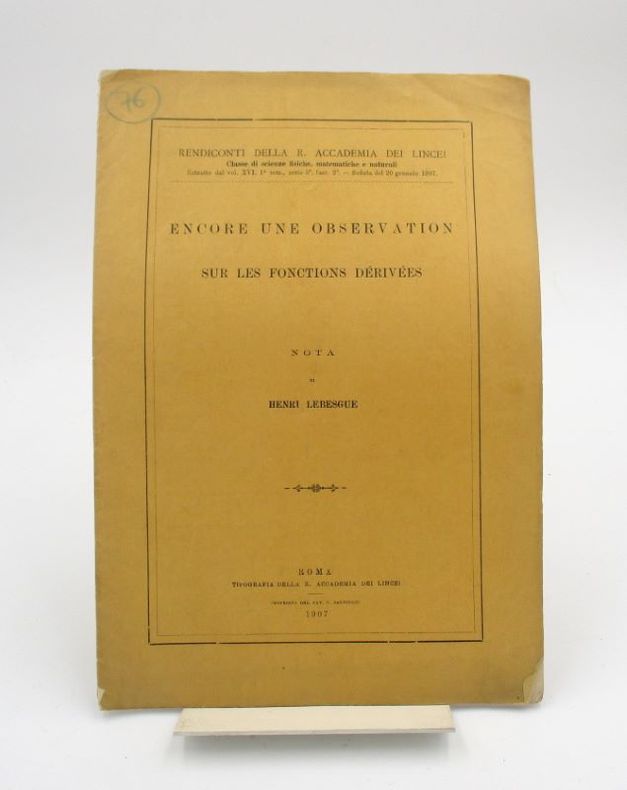 76
RENDICONTI DELLA R. ACCADEMIA DEI LINCEI
Classe di scienze fisiche, matematiche e naturali
Estratto dal vol. XVI, 1º sem., serie 5ª, fasc. 2º. — Seduta del 20 gennaio 1907.
ENCORE UNE OBSERVATION
SUR LES FONCTIONS DÉRIVÉES
NOTA
DI
HENRI LEBESGUE
ROMA
TIPOGRAFIA DELLA R. ACCADEMIA DEI LINCEI
1907